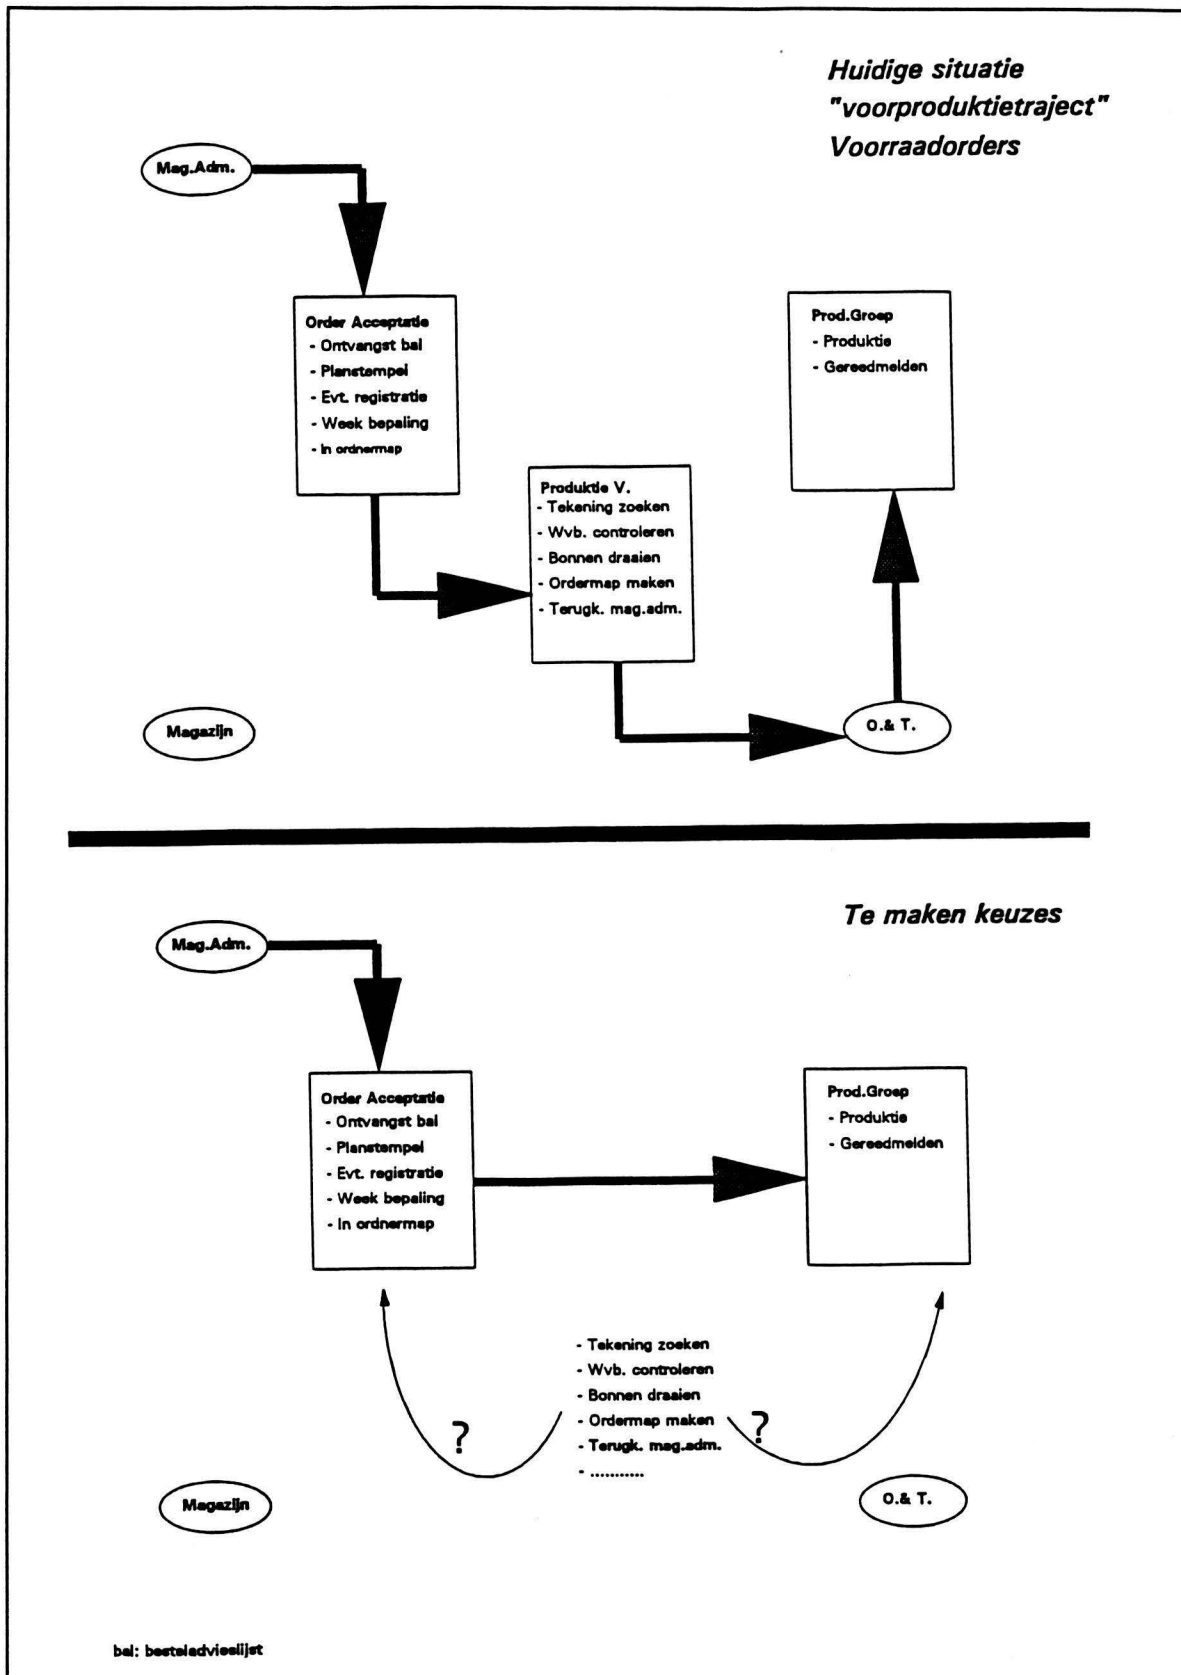 Huidige situatie
"voorproduktietraject"
Voorraadorders
Mag.Adm.
Order Acceptatie
- Ontvangst bal
- Planstempel
- Evt. registratie
- Week bepaling
- In ordnermap
Prod.Groep
- Produktie
- Gereedmelden
Produktie V.
- Tekening zoeken
- Wvb. controleren
- Bonnen draaien
- Ordermap maken
- Terugk. mag.adm.
Magazijn
O.& T.
Te maken keuzes
Mag.Adm.
Order Acceptatie
- Ontvangst bal
- Planstempel
- Evt. registratie
- Week bepaling
- In ordnermap
Prod.Groep
- Produktie
- Gereedmelden
- Tekening zoeken
- Wvb. controleren
- Bonnen draaien
- Ordermap maken
- Terugk. mag.adm.
- ...........
?
?
Magazijn
O.& T.
bal: besteladvieslijst